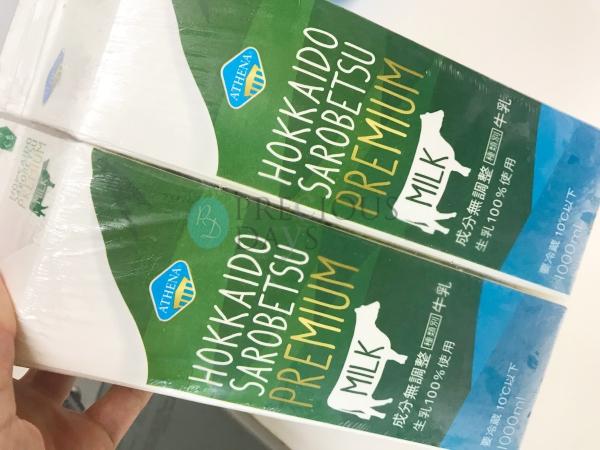 ATHENA
HOKKAIDO
SAROBETSU
PREMIUM
MILK
成分無調整 種類別 牛乳
生乳100%使用
要冷蔵 10℃以下
1000ml
PRECIOUS
DAYS
ATHENA
HOKKAIDO
SAROBETSU
PREMIUM
MILK
成分無調整 種類別 牛乳
生乳100%使用
要冷蔵 10℃以下
1000ml